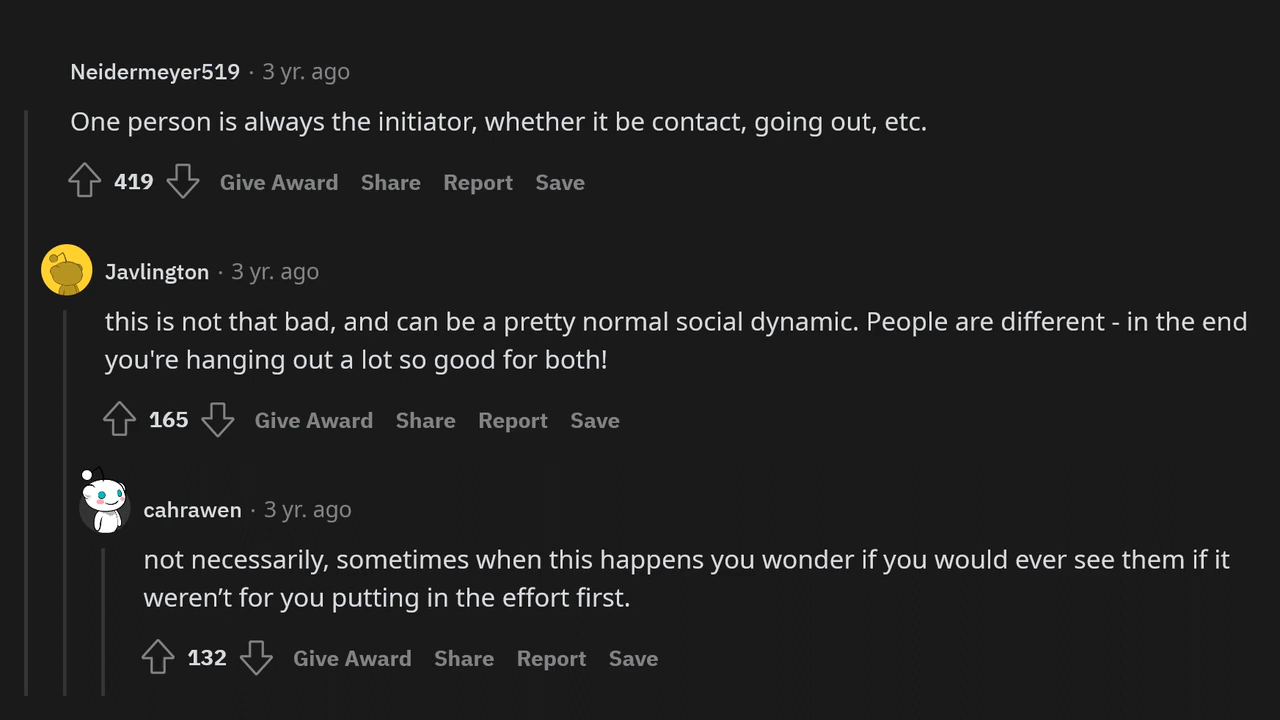 Neidermeyer519 · 3 yr. ago
One person is always the initiator, whether it be contact, going out, etc.
419 Give Award Share Report Save
Javlington · 3 yr. ago
this is not that bad, and can be a pretty normal social dynamic. People are different - in the end
you're hanging out a lot so good for both!
165 Give Award Share Report Save
cahrawen · 3 yr. ago
not necessarily, sometimes when this happens you wonder if you would ever see them if it
weren’t for you putting in the effort first.
132 Give Award Share Report Save